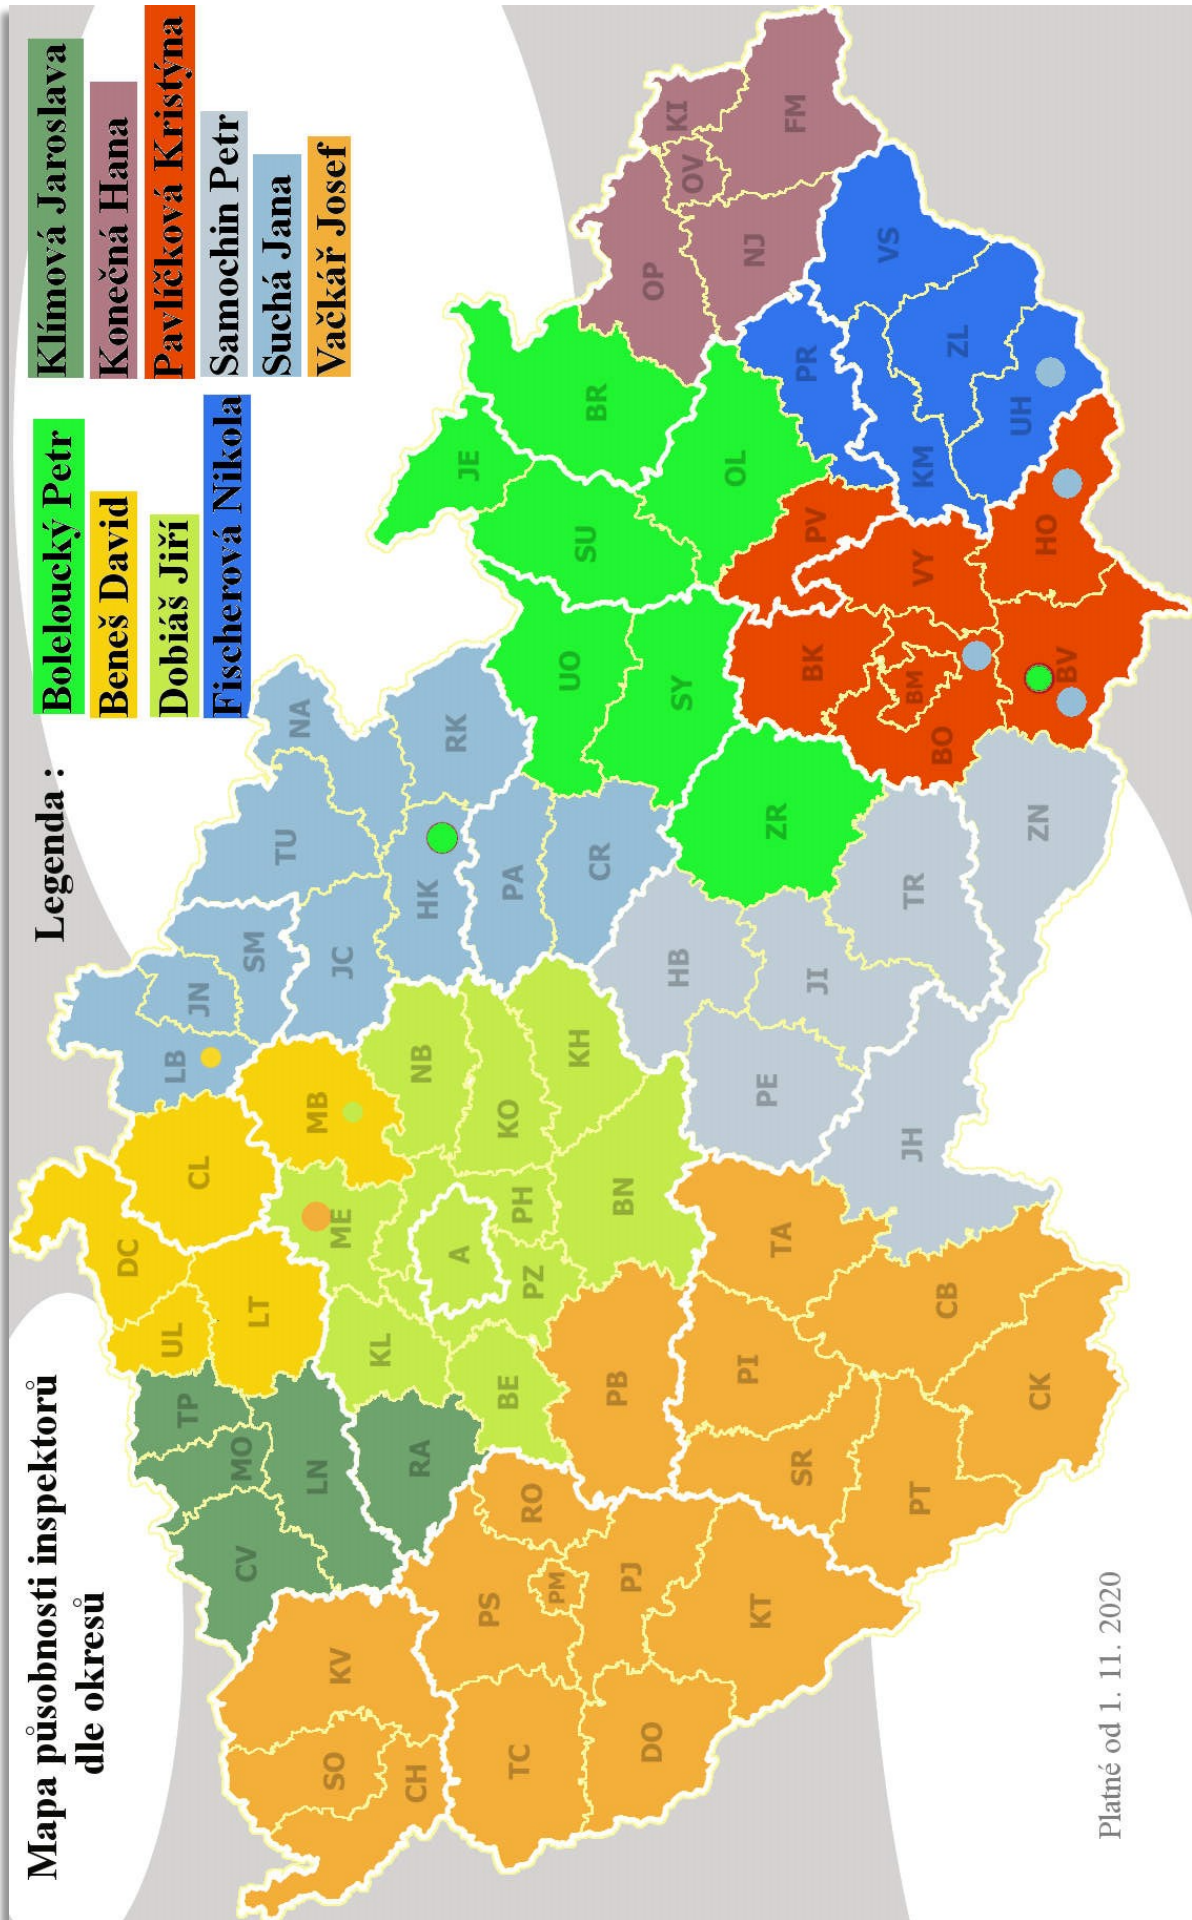 Mapa působnosti inspektorů
dle okresů
Legenda :
Boleloucký Petr
Beneš David
Dobiáš Jiří
Fischerová Nikola
Klímová Jaroslava
Konečná Hana
Pavlíčková Kristýna
Samochin Petr
Suchá Jana
Vačkář Josef
DC
UL
CL
LT
TP
MO
CV
LN
RA
LB
JN
SM
TU
NA
JC
HK
RK
PA
CR
MB
ME
NB
KO
KH
KL
A
PH
PZ
BE
BN
PB
KV
SO
CH
PS
RO
PM
PJ
TC
DO
KT
PI
TA
SR
PT
CB
CK
HB
PE
JI
TR
JH
ZN
UO
SY
ZR
SU
JE
BR
OL
OP
OV
KI
FM
NJ
PR
VS
KM
ZL
UH
PV
BK
VY
BM
BO
HO
BV
Platné od 1. 11. 2020